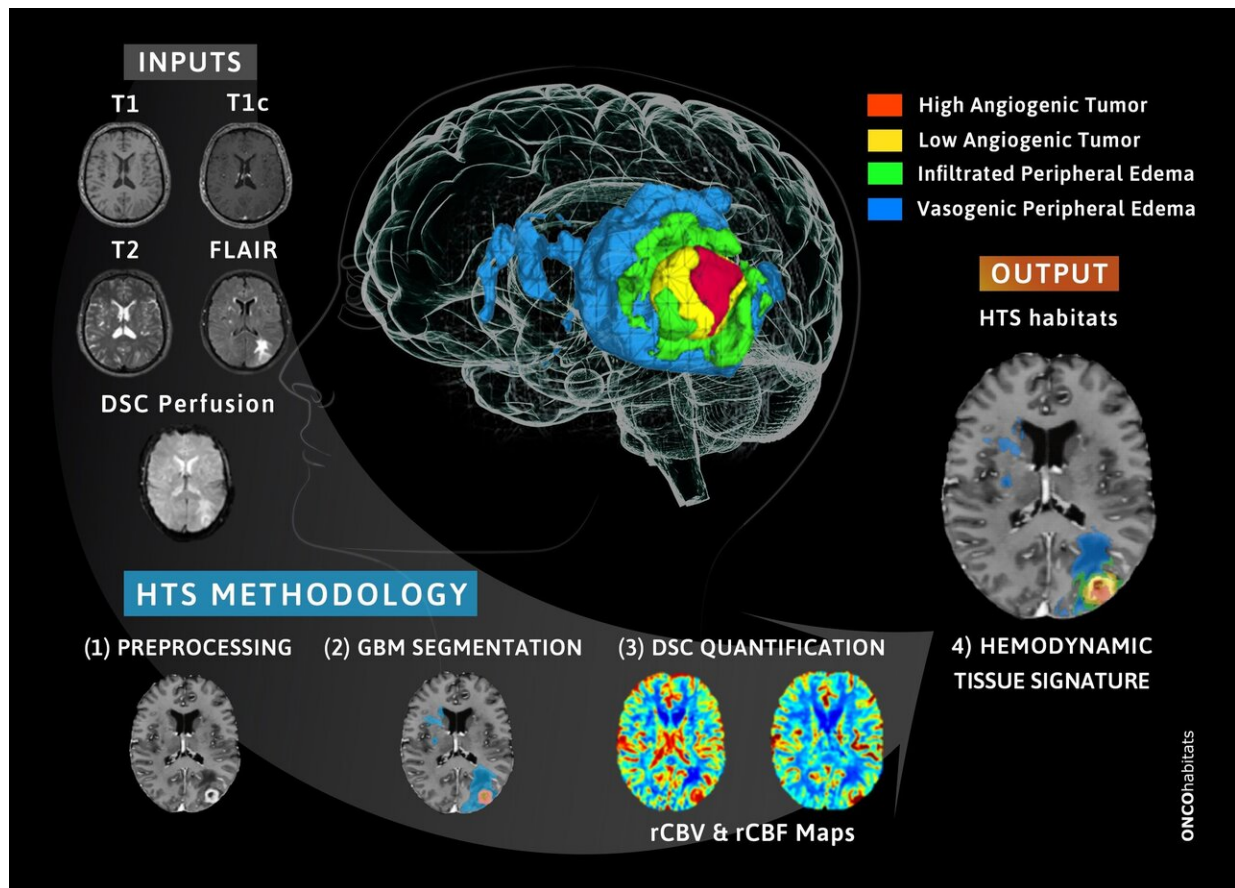 INPUTS
T1
T1c
T2
FLAIR
DSC Perfusion
High Angiogenic Tumor
Low Angiogenic Tumor
Infiltrated Peripheral Edema
Vasogenic Peripheral Edema
OUTPUT
HTS habitats
HTS METHODOLOGY
(1) PREPROCESSING
(2) GBM SEGMENTATION
(3) DSC QUANTIFICATION
rCBV & rCBF Maps
4) HEMODYNAMIC
TISSUE SIGNATURE
ONCOhabitats